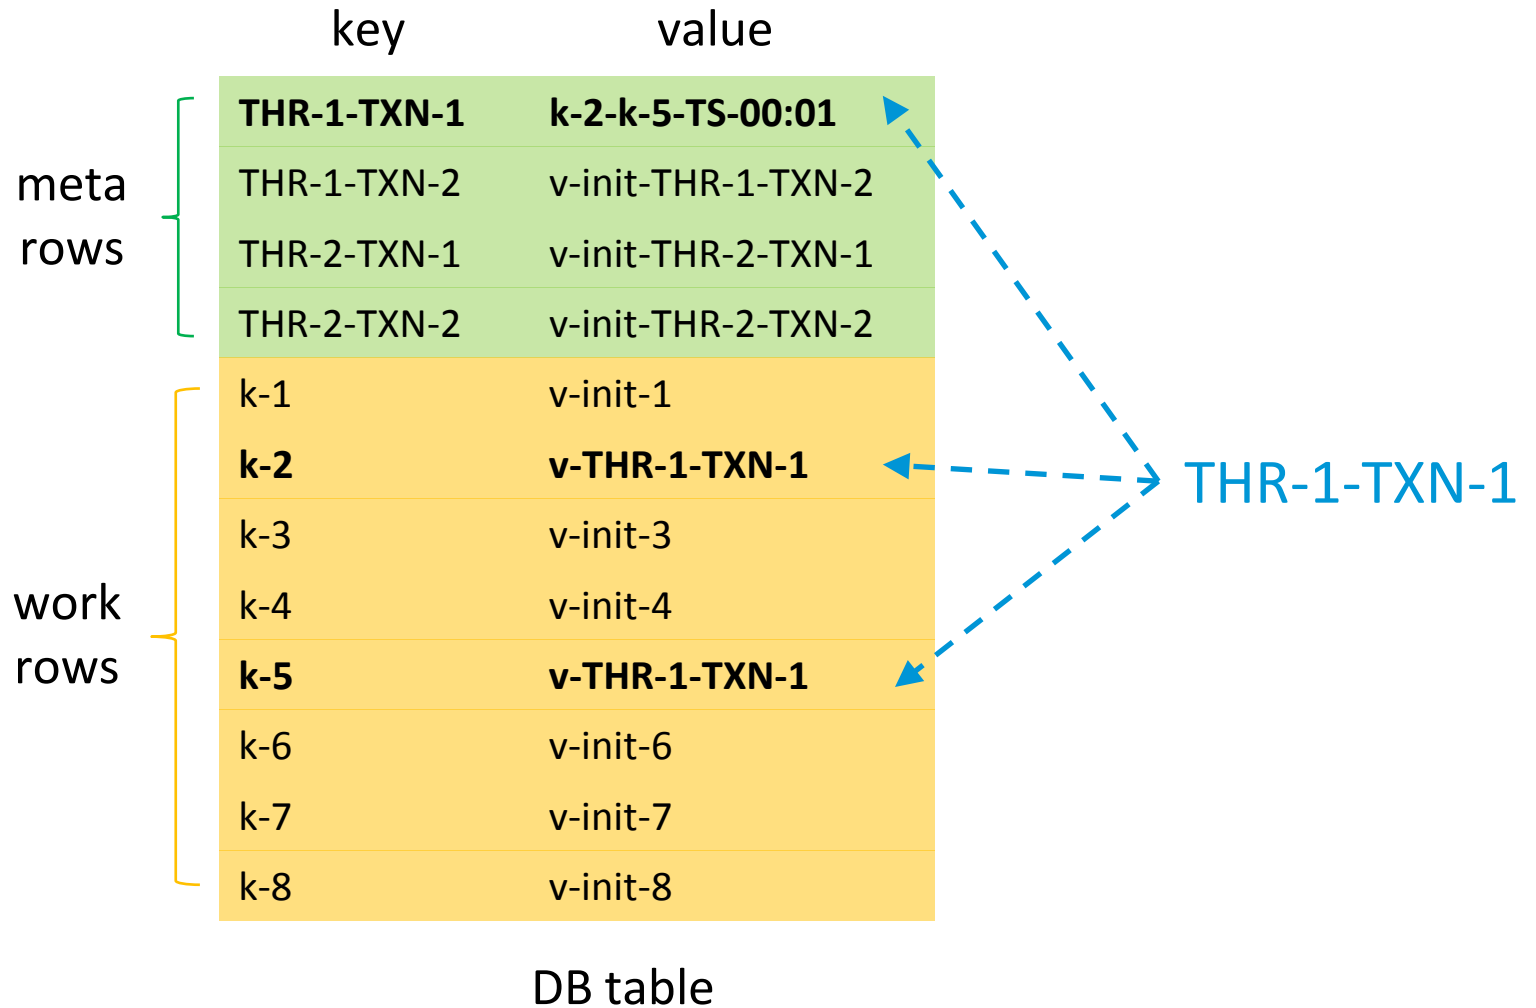 key value
THR-1-TXN-1 k-2-k-5-TS-00:01
THR-1-TXN-2 v-init-THR-1-TXN-2
THR-2-TXN-1 v-init-THR-2-TXN-1
THR-2-TXN-2 v-init-THR-2-TXN-2
meta
rows
k-1 v-init-1
k-2 v-THR-1-TXN-1
k-3 v-init-3
k-4 v-init-4
k-5 v-THR-1-TXN-1
k-6 v-init-6
k-7 v-init-7
k-8 v-init-8
work
rows
THR-1-TXN-1
DB table